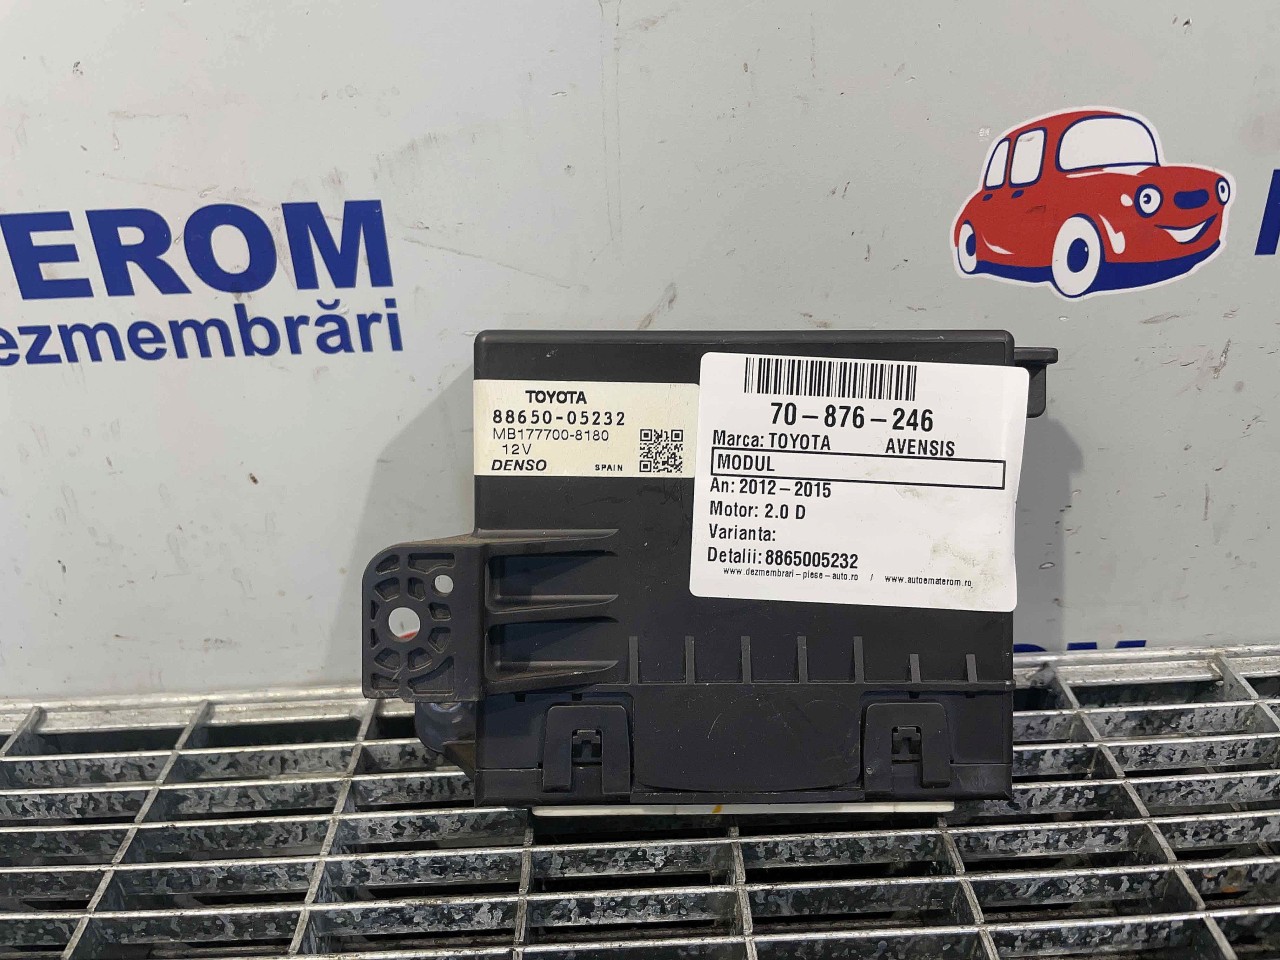 EROM
ezmembrări
TOYOTA
88650-05232
MB177700-8180
12V
DENSO SPAIN
70-876-246
Marca: TOYOTA AVENSIS
MODUL
An: 2012-2015
Motor: 2.0 D
Varianta:
Detalii: 8865005232
www.dezmembrari-piese-auto.ro / www.autoematerom.ro